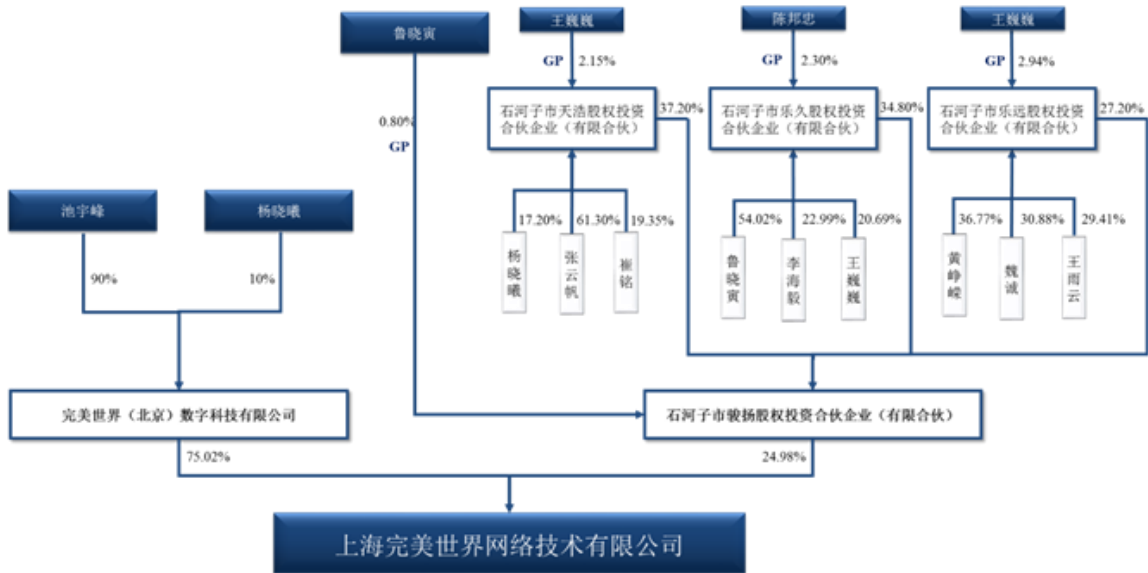 鲁晓寅
王巍巍
陈邦忠
王巍巍
GP
2.15%
GP
2.30%
GP
2.94%
石河子市天浩股权投资
合伙企业（有限合伙）
37.20%
石河子市乐久股权投资
合伙企业（有限合伙）
34.80%
石河子市乐远股权投资
合伙企业（有限合伙）
27.20%
0.80%
GP
池宇峰
杨晓曦
17.20%
61.30%
19.35%
54.02%
22.99%
20.69%
36.77%
30.88%
29.41%
杨晓曦
张云帆
崔铭
鲁晓寅
李海毅
王巍巍
黄峥嵘
魏诚
王雨云
90%
10%
完美世界（北京）数字科技有限公司
石河子市骏扬股权投资合伙企业（有限合伙）
75.02%
24.98%
上海完美世界网络技术有限公司